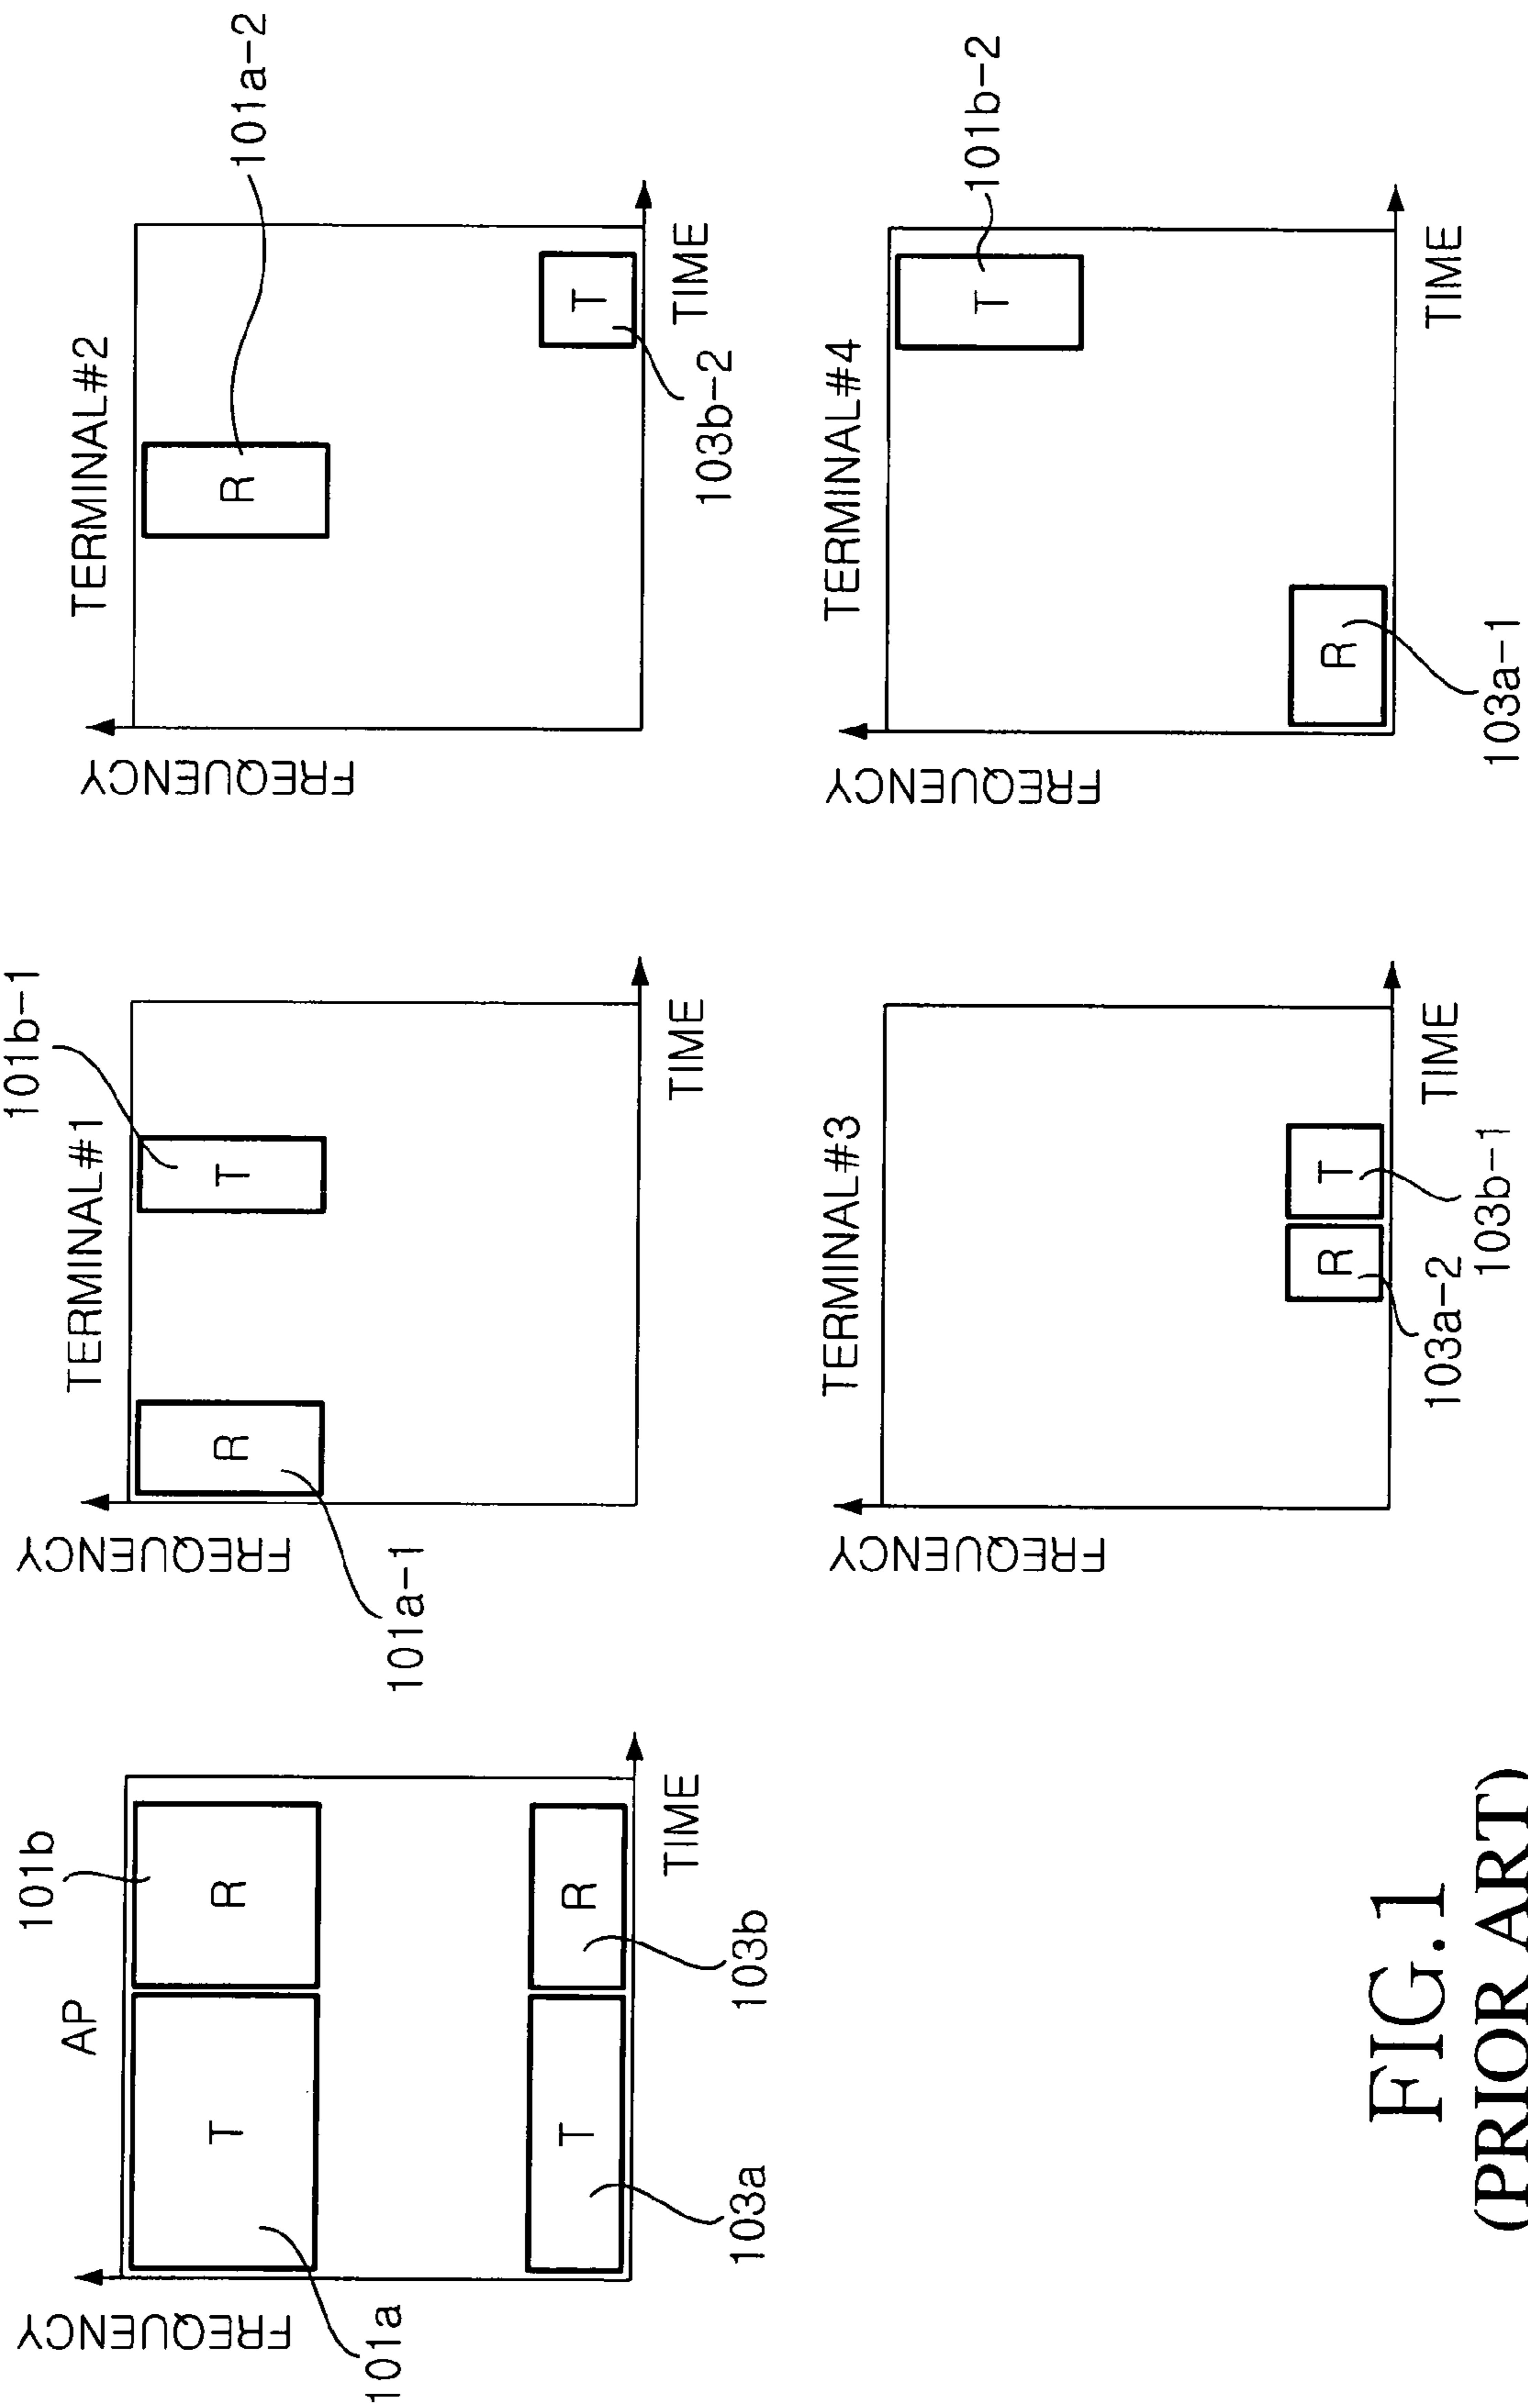 AP
FREQUENCY
TIME
T
R
T
R
101a
101b
103a
103b
TERMINAL#1
FREQUENCY
TIME
R
T
101a-1
101b-1
TERMINAL#2
FREQUENCY
TIME
R
T
101a-2
103b-2
TERMINAL#3
FREQUENCY
TIME
R
T
103a-2
103b-1
TERMINAL#4
FREQUENCY
TIME
R
T
103a-1
101b-2
FIG.1
(PRIOR ART)